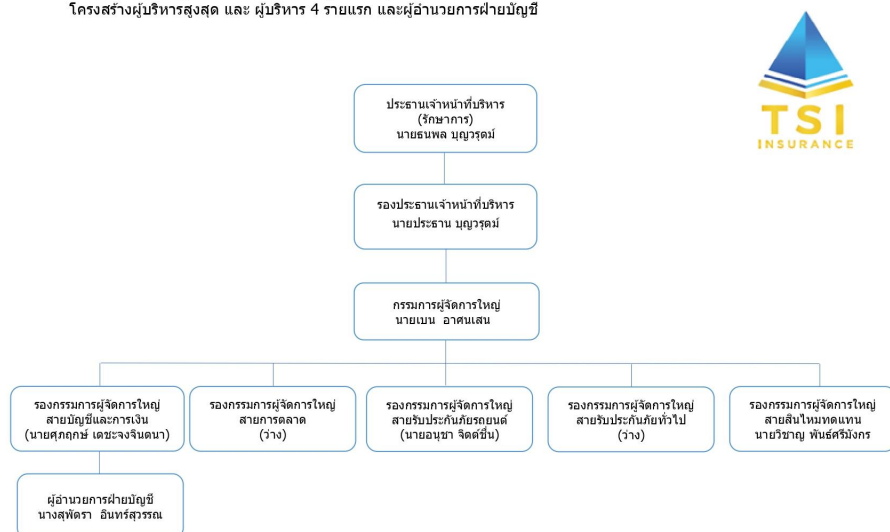 โครงสร้างผู้บริหารสูงสุด และ ผู้บริหาร 4 รายแรก และผู้อำนวยการฝ่ายบัญชี
TSI
INSURANCE
ประธานเจ้าหน้าที่บริหาร
(รักษาการ)
นายธนพล บุญวรุตม์
รองประธานเจ้าหน้าที่บริหาร
นายประธาน บุญวรุตม์
กรรมการผู้จัดการใหญ่
นายเบน อาศนเสน
รองกรรมการผู้จัดการใหญ่
สายบัญชีและการเงิน
(นายศุภฤกษ์ เตชะจงจินตนา)
รองกรรมการผู้จัดการใหญ่
สายการตลาด
(ว่าง)
รองกรรมการผู้จัดการใหญ่
สายรับประกันภัยรถยนต์
(นายอนุชา จิตต์ชื่น)
รองกรรมการผู้จัดการใหญ่
สายรับประกันภัยทั่วไป
(ว่าง)
รองกรรมการผู้จัดการใหญ่
สายสินไหมทดแทน
นายวิชาญ พันธ์ศรีมังกร
ผู้อำนวยการฝ่ายบัญชี
นางสุพัตรา อินทร์สุวรรณ